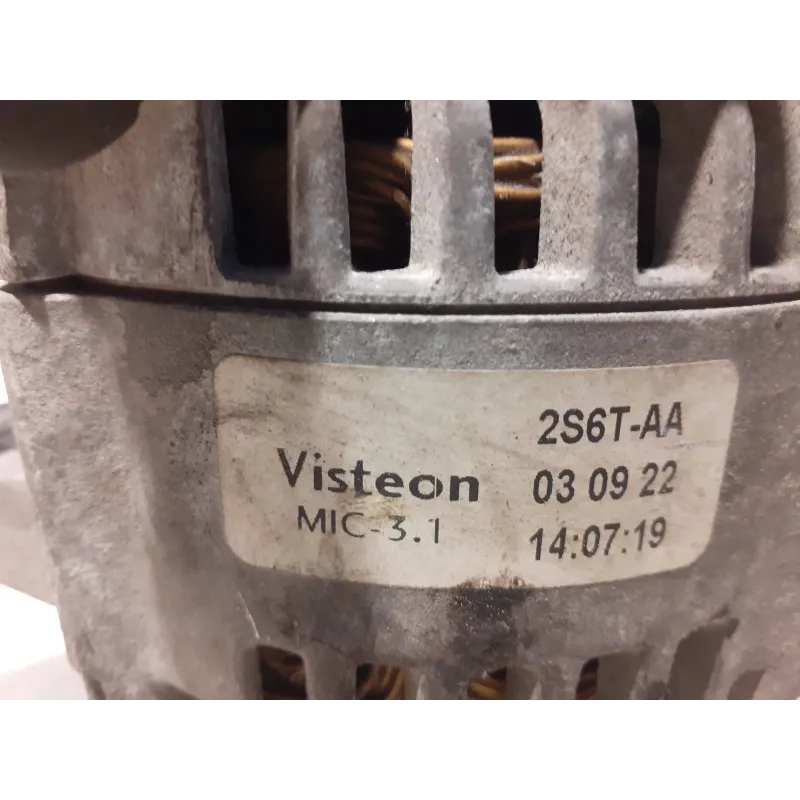 2S6T-AA
Visteon 03 09 22
MIC-3.1 14:07:19